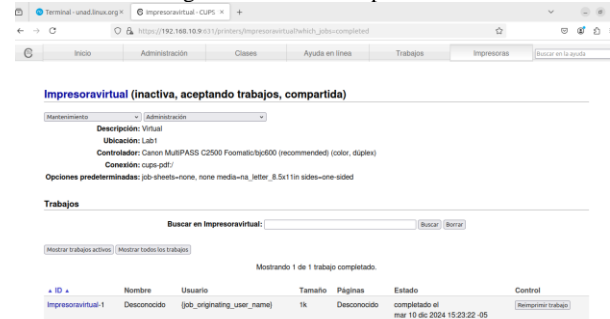 Terminal - unad.linux.org ×
Impresoravirtual - CUPS ×
https://192.168.10.9:631/printers/Impresoravirtual?which_jobs=completed
Inicio Administración Clases Ayuda en línea Trabajos Impresoras Buscar en la ayuda
Impresoravirtual (inactiva, aceptando trabajos, compartida)
Mantenimiento Administración
Descripción: Virtual
Ubicación: Lab1
Controlador: Canon MultiPASS C2500 Foomatic/bjc600 (recommended) (color, dúplex)
Conexión: cups-pdf:/
Opciones predeterminadas: job-sheets=none, none media=na_letter_8.5x11in sides=one-sided
Trabajos
Buscar en Impresoravirtual: Buscar Borrar
Mostrar trabajos activos Mostrar todos los trabajos
Mostrando 1 de 1 trabajo completado.
▲ ID ▲ Nombre Usuario Tamaño Páginas Estado Control
Impresoravirtual-1 Desconocido {job_originating_user_name} 1k Desconocido completado el Reimprimir trabajo
mar 10 dic 2024 15:23:22 -05